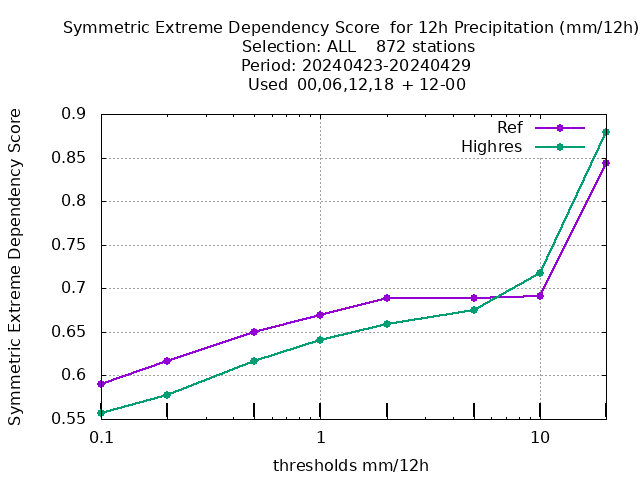 Symmetric Extreme Dependency Score  for 12h Precipitation (mm/12h)
Selection: ALL    872 stations
Period: 20240423-20240429
Used  00,06,12,18  + 12-00
Symmetric Extreme Dependency Score
0.9
0.85
0.8
0.75
0.7
0.65
0.6
0.55
Ref
Highres
0.1
1
10
thresholds mm/12h